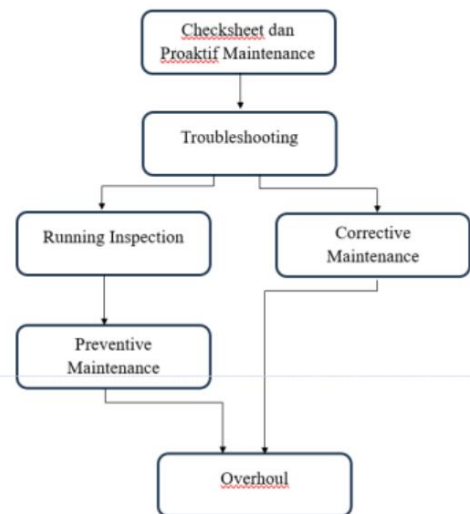 Checksheet dan
Proaktif Maintenance
Troubleshooting
Running Inspection
Corrective
Maintenance
Preventive
Maintenance
Overhoul